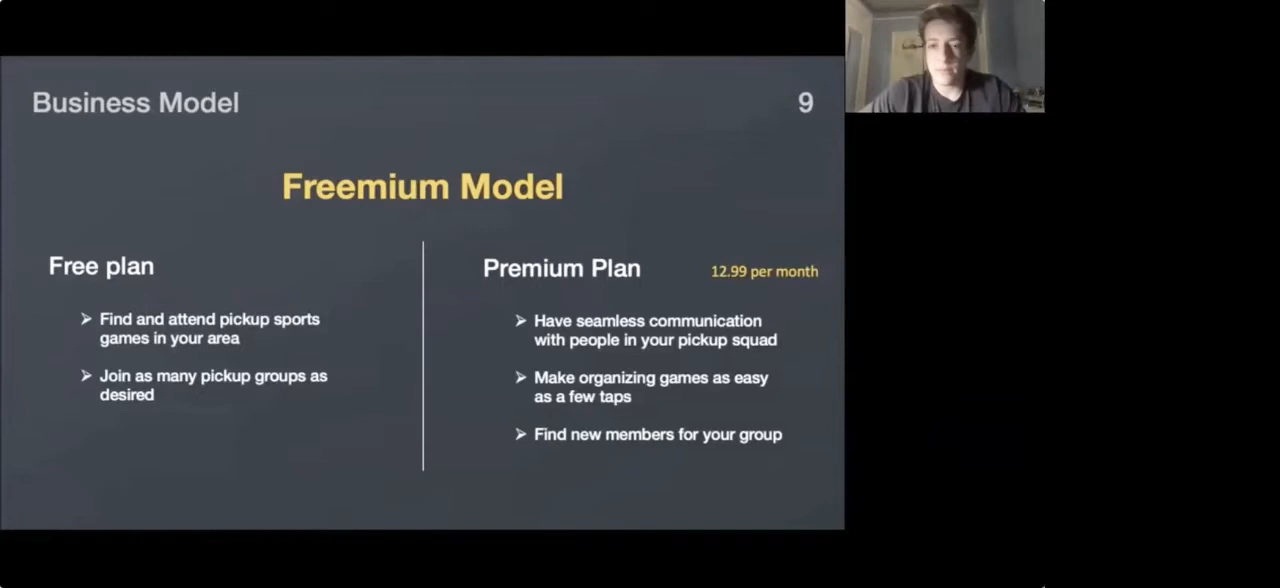 Business Model
9
Freemium Model
Free plan
➢ Find and attend pickup sports
games in your area
➢ Join as many pickup groups as
desired
Premium Plan
12.99 per month
➢ Have seamless communication
with people in your pickup squad
➢ Make organizing games as easy
as a few taps
➢ Find new members for your group